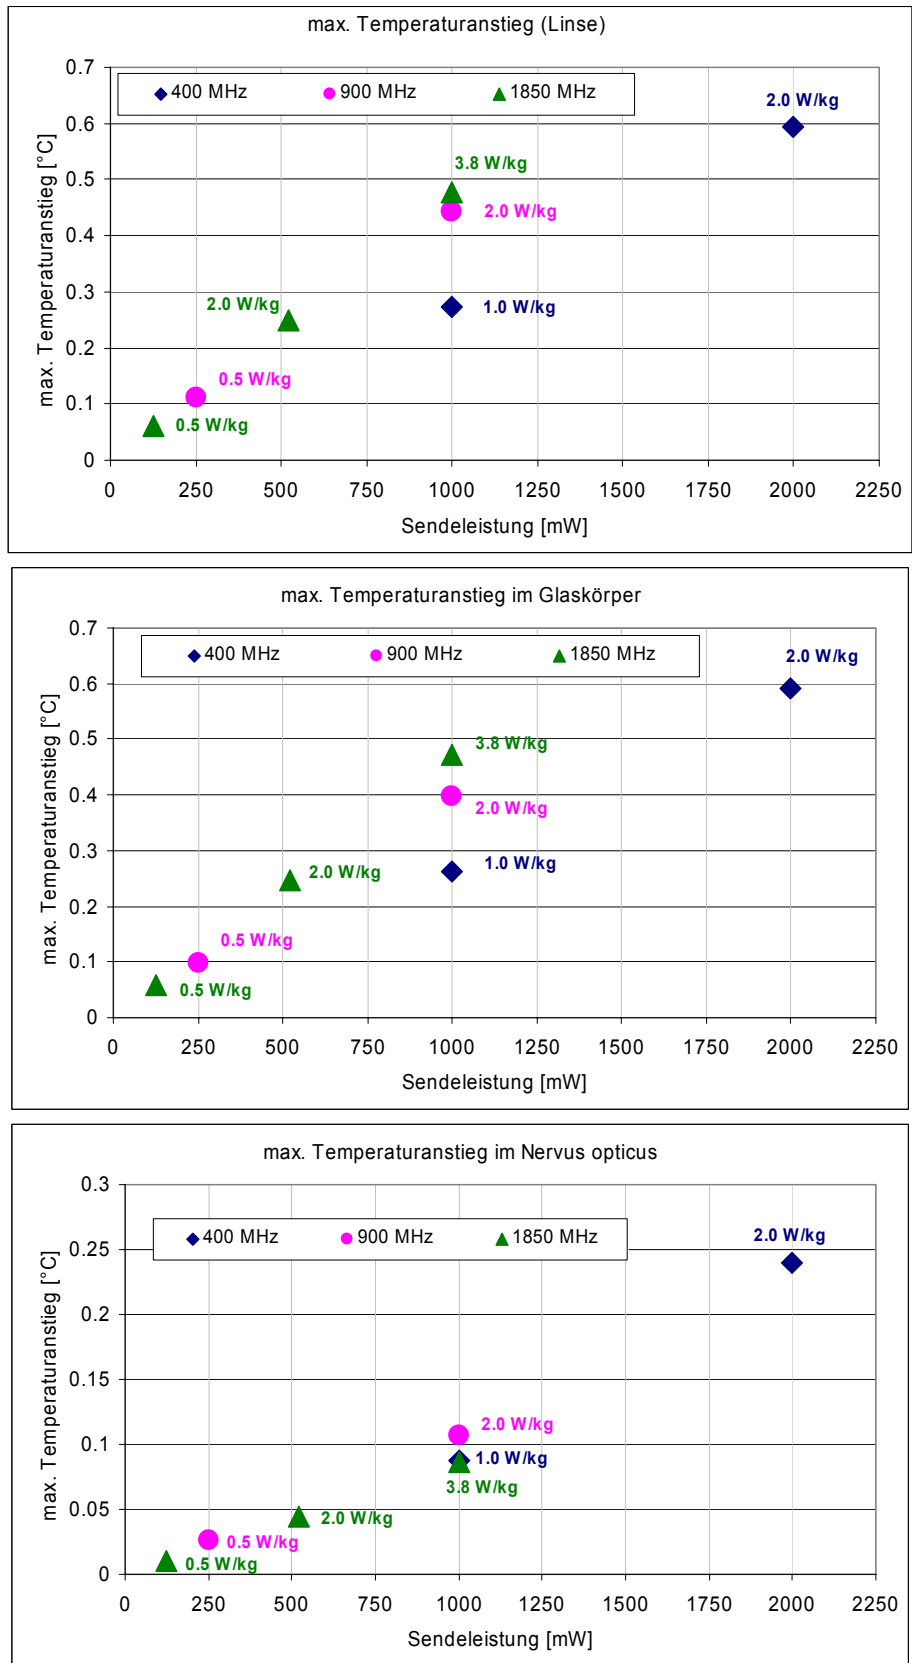 max. Temperaturanstieg (Linse)
0.7
400 MHz 900 MHz 1850 MHz
2.0 W/kg
0.6
3.8 W/kg
0.5
2.0 W/kg
0.4
2.0 W/kg
0.3
1.0 W/kg
0.2
0.5 W/kg
0.1
0.5 W/kg
0
max. Temperaturanstieg [°C]
0 250 500 750 1000 1250 1500 1750 2000 2250
Sendeleistung [mW]
max. Temperaturanstieg im Glaskörper
0.7
400 MHz 900 MHz 1850 MHz
2.0 W/kg
0.6
3.8 W/kg
0.5
2.0 W/kg
0.4
0.3
1.0 W/kg
2.0 W/kg
0.2
0.5 W/kg
0.1
0.5 W/kg
0
max. Temperaturanstieg [°C]
0 250 500 750 1000 1250 1500 1750 2000 2250
Sendeleistung [mW]
max. Temperaturanstieg im Nervus opticus
0.3
400 MHz 900 MHz 1850 MHz
2.0 W/kg
0.25
0.2
0.15
2.0 W/kg
0.1
1.0 W/kg
3.8 W/kg
0.05
2.0 W/kg
0.5 W/kg
0.5 W/kg
0
max. Temperaturanstieg [°C]
0 250 500 750 1000 1250 1500 1750 2000 2250
Sendeleistung [mW]